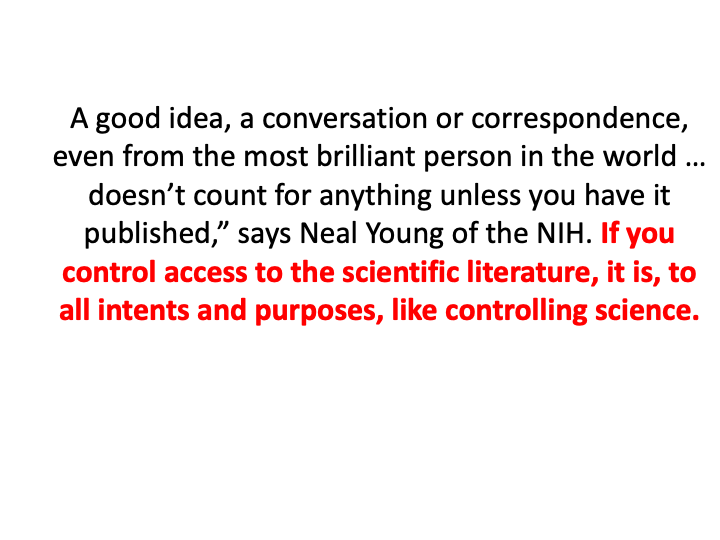 A good idea, a conversation or correspondence,
even from the most brilliant person in the world …
doesn’t count for anything unless you have it
published,” says Neal Young of the NIH. If you
control access to the scientific literature, it is, to
all intents and purposes, like controlling science.